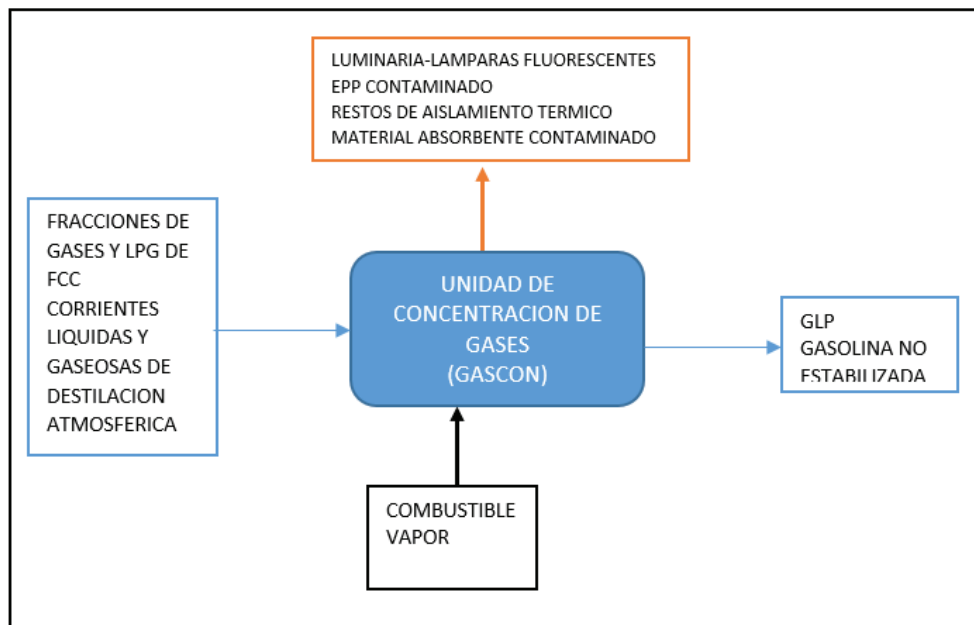 LUMINARIA-LAMPARAS FLUORESCENTES
EPP CONTAMINADO
RESTOS DE AISLAMIENTO TERMICO
MATERIAL ABSORBENTE CONTAMINADO
FRACCIONES DE
GASES Y LPG DE
FCC
CORRIENTES
LIQUIDAS Y
GASEOSAS DE
DESTILACION
ATMOSFERICA
UNIDAD DE
CONCENTRACION DE
GASES
(GASCON)
GLP
GASOLINA NO
ESTABILIZADA
COMBUSTIBLE
VAPOR